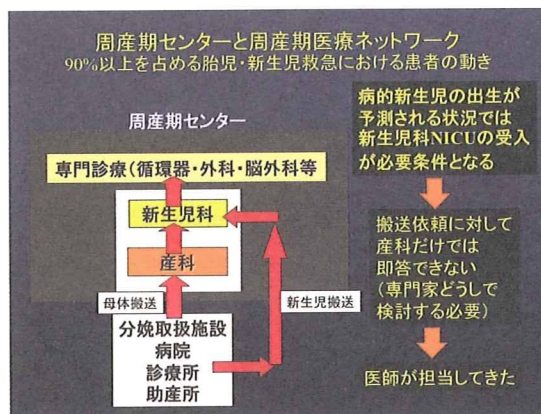 周産期センターと周産期医療ネットワーク
90%以上を占める胎児・新生児救急における患者の動き
周産期センター
専門診療(循環器・外科・脳外科等
新生児科
産科
母体搬送
新生児搬送
分娩取扱施設
病院
診療所
助産所
病的新生児の出生が
予測される状況では
新生児科NICUの受入
が必要条件となる
搬送依頼に対して
産科だけでは
即答できない
(専門家どうしで
検討する必要)
医師が担当してきた